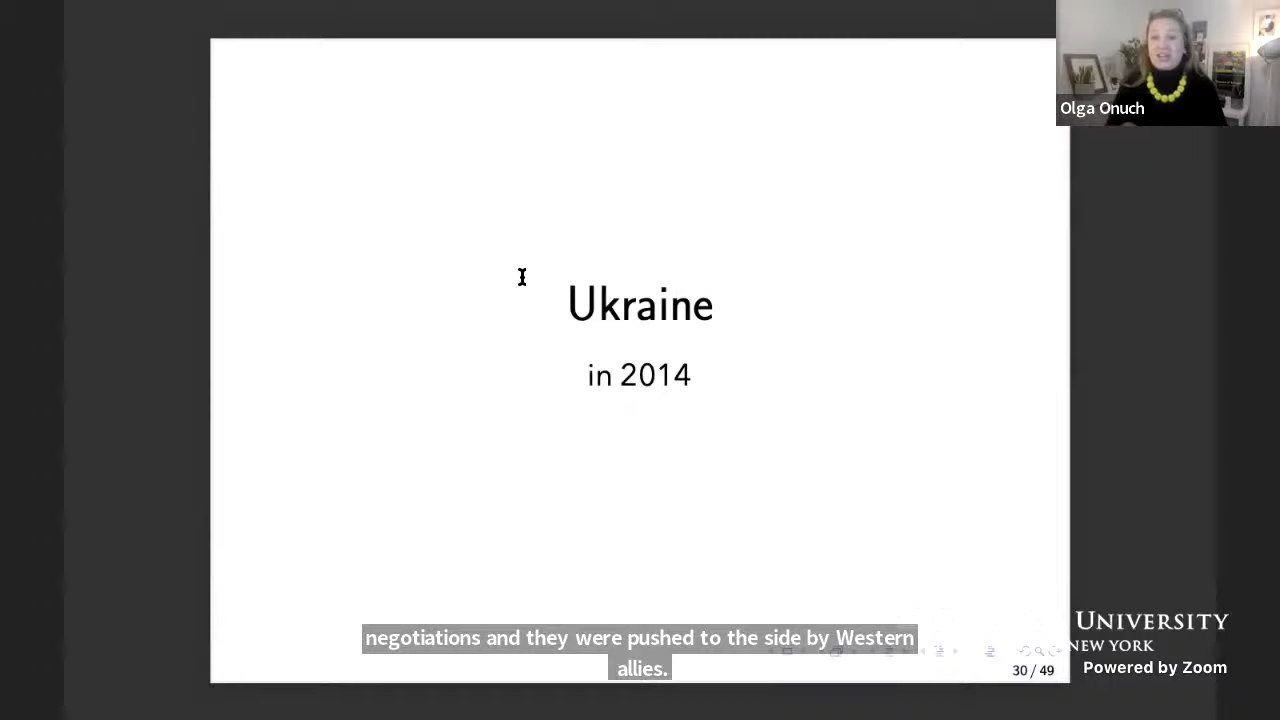 Olga Onuch
Ukraine
in 2014
negotiations and they were pushed to the side by Western
allies.
UNIVERSITY
NEW YORK
30 / 49
Powered by Zoom